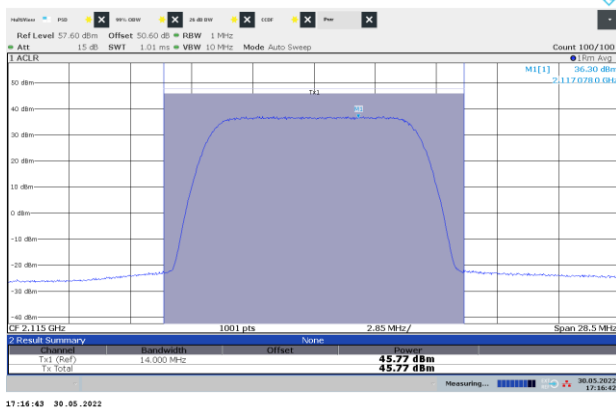 MultiView PSD X 99% OBW X 26 dB BW X CCDF X Pwr X
Ref Level 57.60 dBm Offset 50.60 dB RBW 1 MHz
Att 15 dB SWT 1.01 ms VBW 10 MHz Mode Auto Sweep Count 100/100
1 ACLR 1Rm Avg
M1[1] 36.30 dBm
2.117078 0 GHz
50 dBm
Tx1
M1
40 dBm
30 dBm
20 dBm
10 dBm
0 dBm
-10 dBm
-20 dBm
-30 dBm
-40 dBm
CF 2.115 GHz 1001 pts 2.85 MHz/ Span 28.5 MHz
2 Result Summary None
Channel Bandwidth Offset Power
Tx1 (Ref) 14.000 MHz 45.77 dBm
Tx Total 45.77 dBm
Measuring... 30.05.2022
17:16:42
17:16:43 30.05.2022